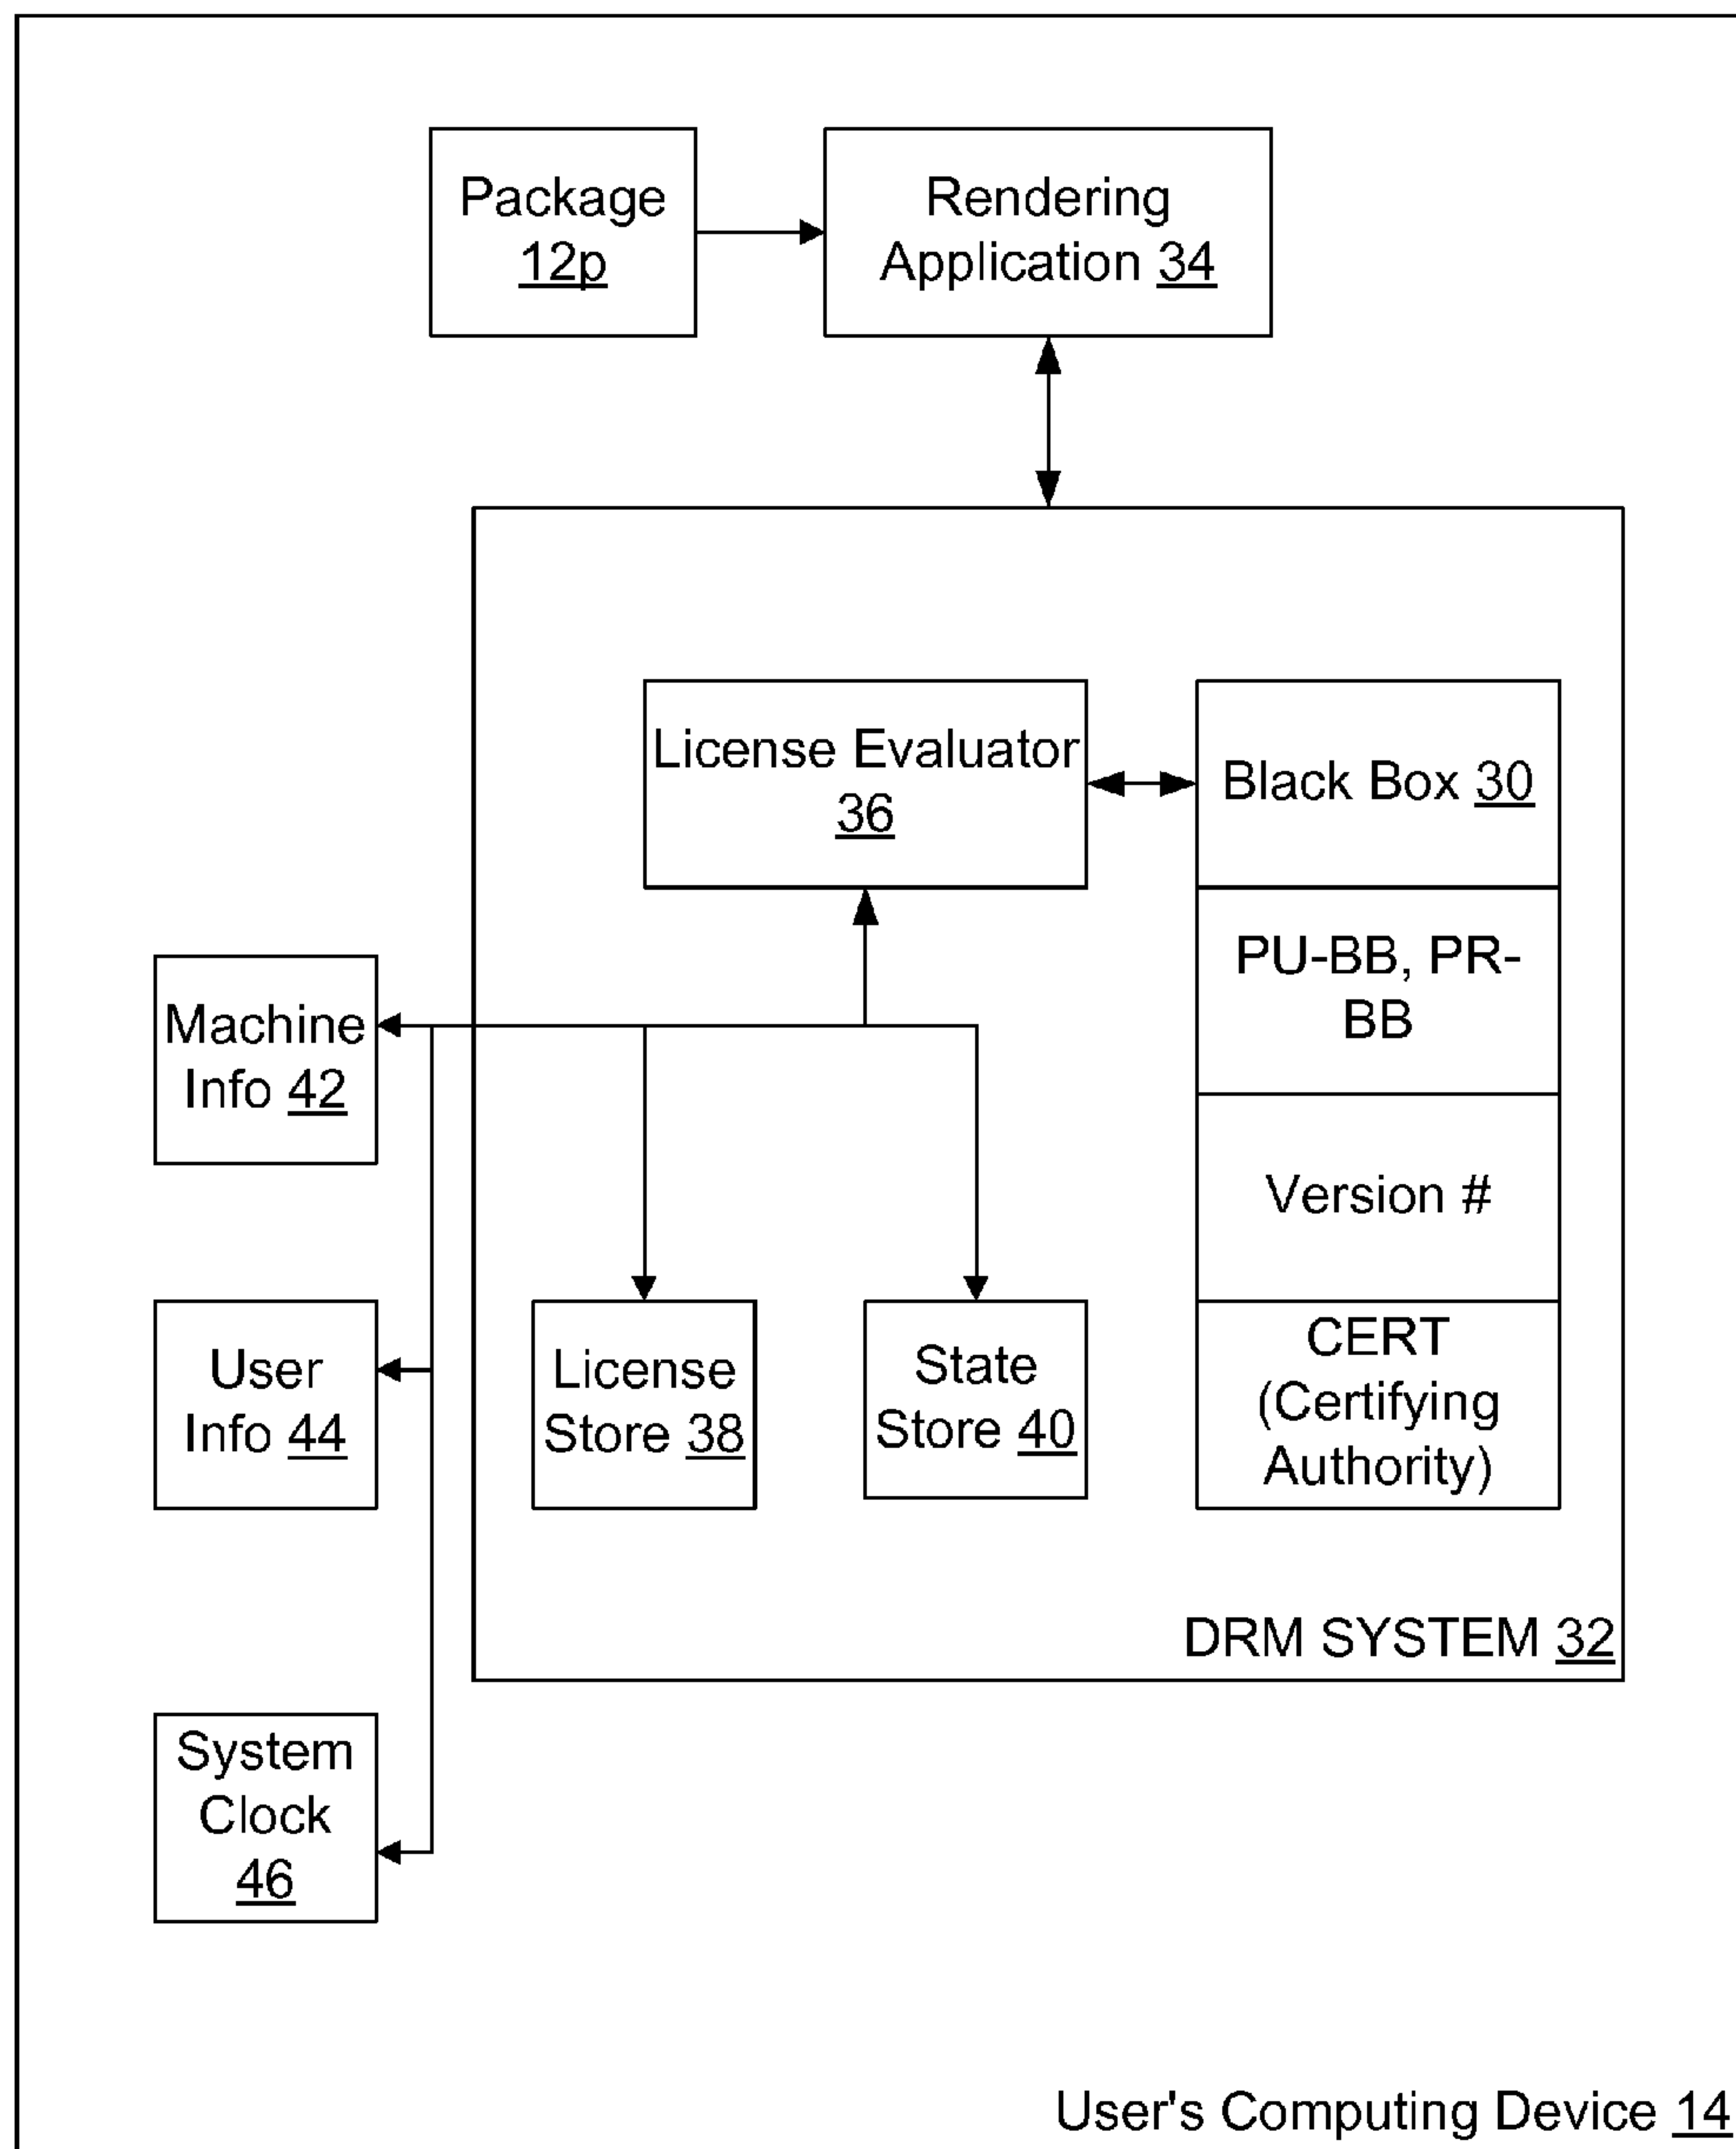 Package
12p
Rendering
Application 34
License Evaluator
36
Black Box 30
PU-BB, PR-
BB
Version #
CERT
(Certifying
Authority)
Machine
Info 42
User
Info 44
License
Store 38
State
Store 40
DRM SYSTEM 32
System
Clock
46
User's Computing Device 14